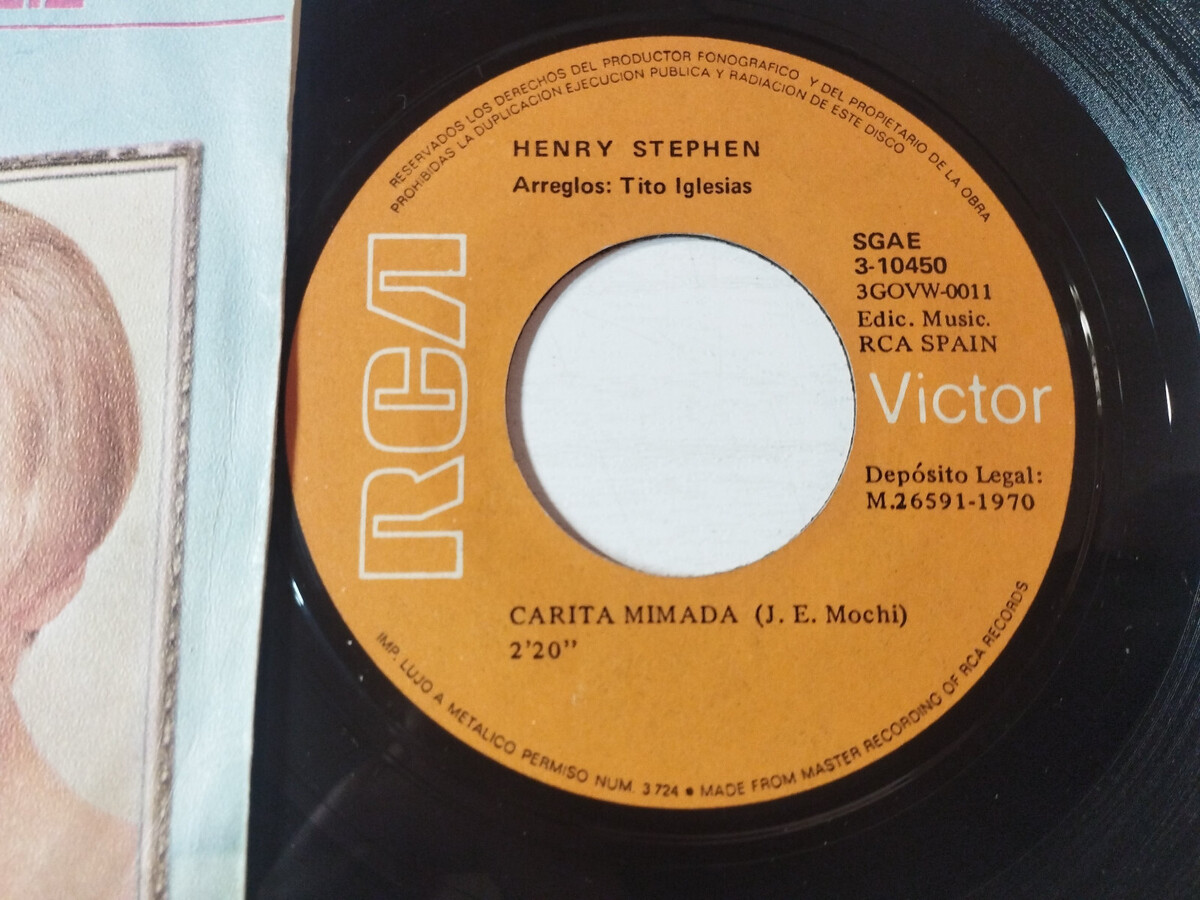 RESERVADOS LOS DERECHOS DEL PRODUCTOR FONOGRAFICO Y DEL PROPIETARIO DE LA OBRA
PROHIBIDAS LA DUPLICACION EJECUCION PUBLICA Y RADIACION DE ESTE DISCO
HENRY STEPHEN
Arreglos: Tito Iglesias
RCA
SGAE
3-10450
3GOVW-0011
Edic. Music.
RCA SPAIN
Victor
Depósito Legal:
M.26591-1970
CARITA MIMADA (J. E. Mochi)
2'20"
IMP. LUJO A METALICO PERMISO NUM. 3724 • MADE FROM MASTER RECORDING OF RCA RECORDS